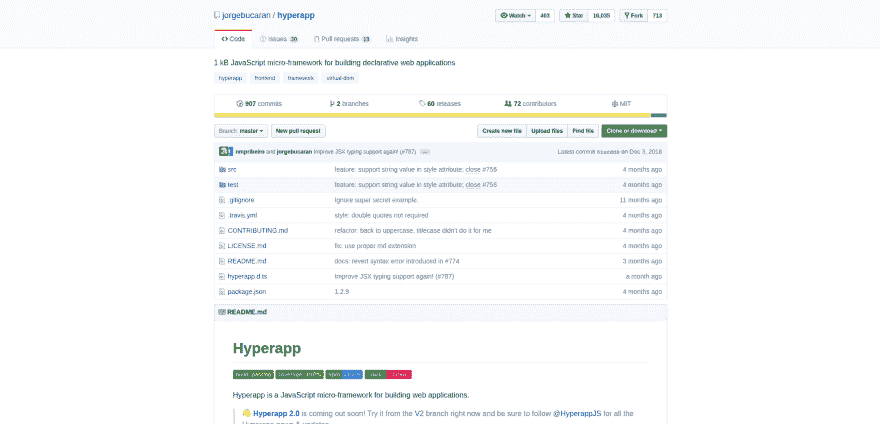 jorgebucaran / hyperapp Watch 403 Star 16,035 Fork 713
Code Issues 20 Pull requests 13 Insights
1 kB JavaScript micro-framework for building declarative web applications
hyperapp frontend framework virtual-dom
907 commits 2 branches 60 releases 72 contributors MIT
Branch: master New pull request Create new file Upload files Find file Clone or download
nmpribeiro and jorgebucaran Improve JSX typing support again! (#787) ... Latest commit on Dec 3, 2018
src feature: support string value in style attribute; close #756 4 months ago
test feature: support string value in style attribute; close #756 4 months ago
.gitignore Ignore super secret example. 11 months ago
.travis.yml style: double quotes not required 4 months ago
CONTRIBUTING.md refactor: back to uppercase, titlecase didn't do it for me 4 months ago
LICENSE.md fix: use proper md extension 4 months ago
README.md docs: revert syntax error introduced in #774 3 months ago
hyperapp.d.ts Improve JSX typing support again! (#787) a month ago
package.json 1.2.9 4 months ago
README.md
Hyperapp
build passing
Hyperapp is a JavaScript micro-framework for building web applications.
Hyperapp 2.0 is coming out soon! Try it from the V2 branch right now and be sure to follow @HyperappJS for all the